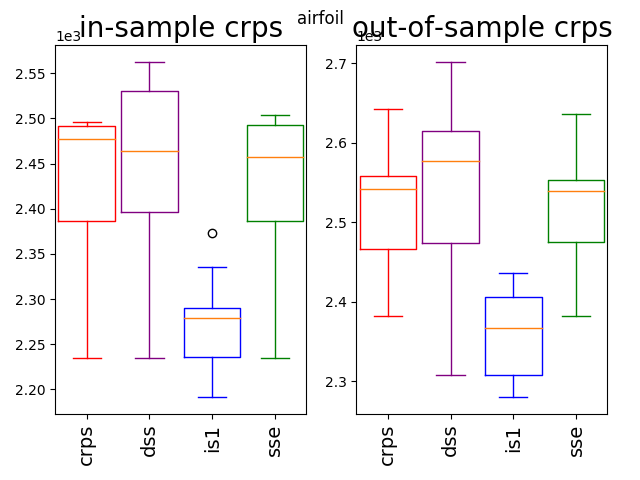 airfoil
in-sample crps
1e3
2.55
2.50
2.45
2.40
2.35
2.30
2.25
2.20
crps
dss
is1
sse
out-of-sample crps
1e3
2.7
2.6
2.5
2.4
2.3
crps
dss
is1
sse